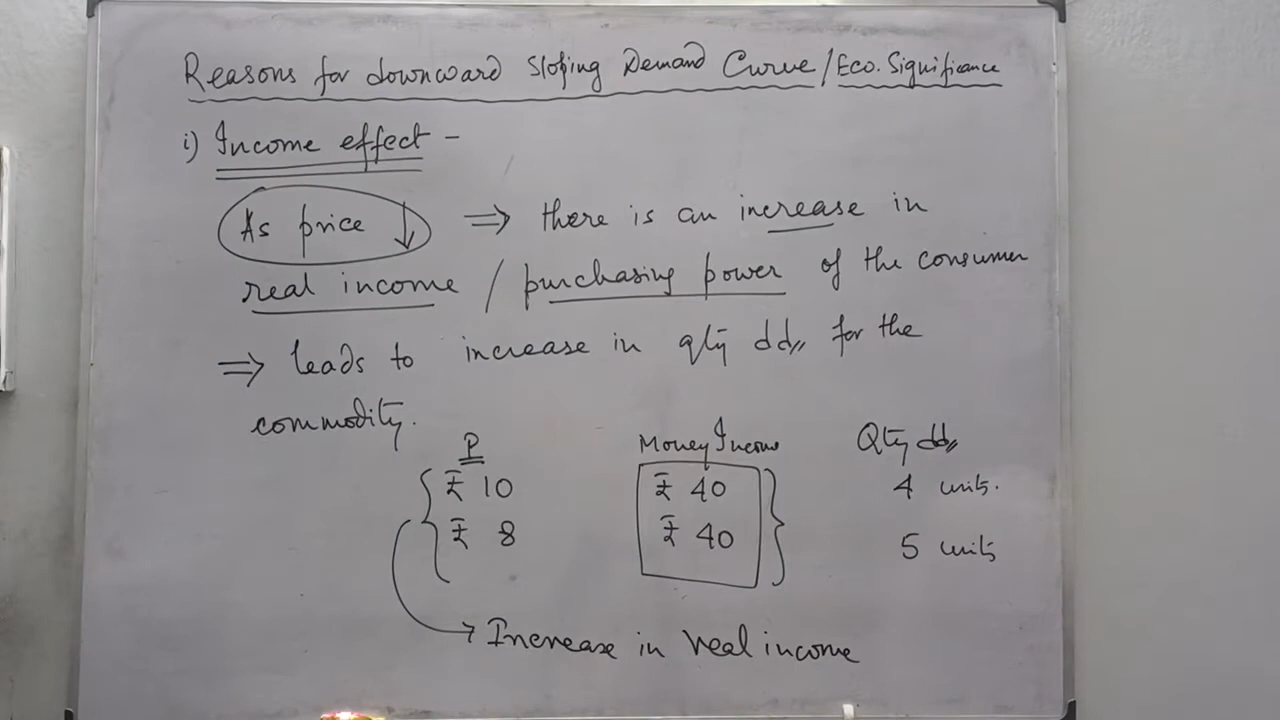 Reasons for downward Sloping Demand Curve/Eco. Significance
i) Income effect -
As price ↓ ⇒ there is an increase in
real income / purchasing power of the consumer
⇒ leads to increase in qty dd,, for the
commodity.
P Money Income Qty dd,,
₹ 10 ₹ 40 4 units.
₹ 8 ₹ 40 5 units
→ Increase in real income